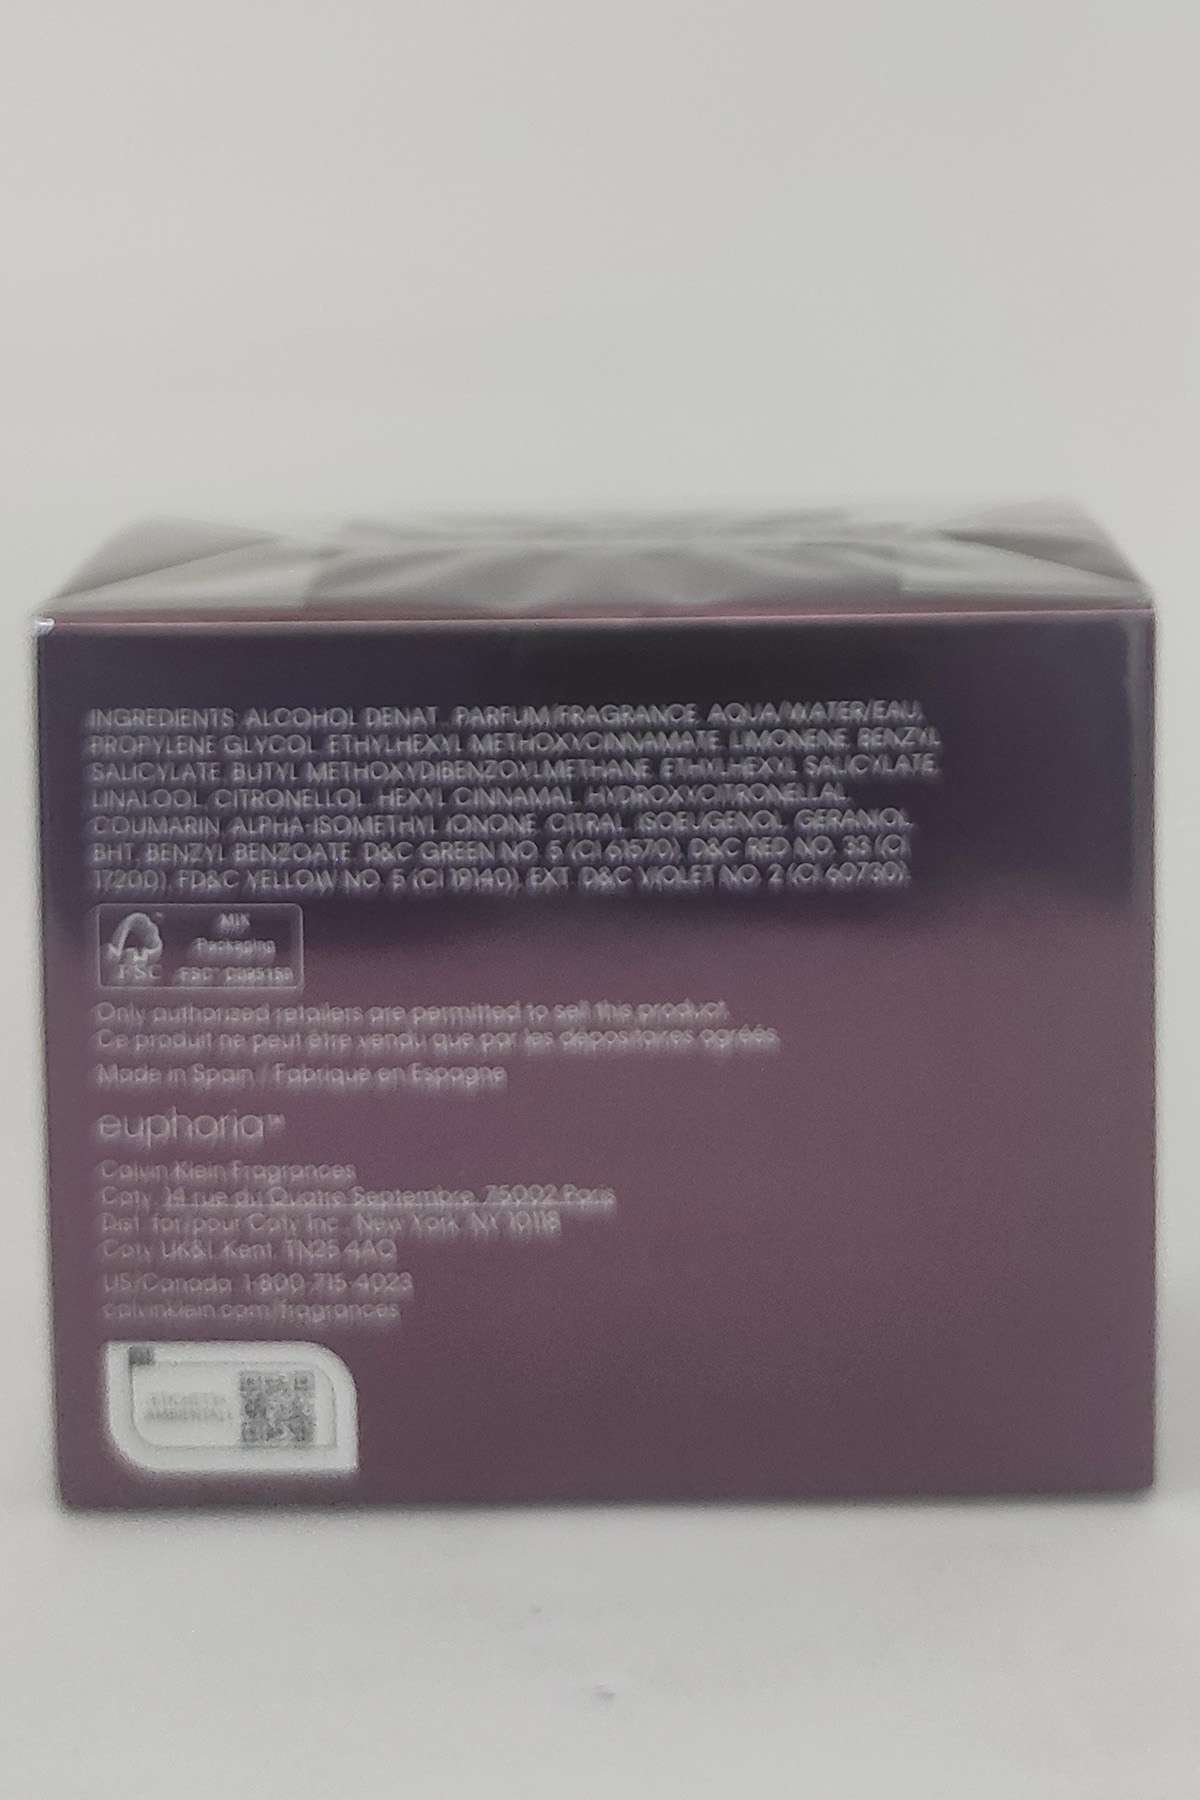 INGREDIENTS: ALCOHOL DENAT., PARFUM/FRAGRANCE, AQUA/WATER/EAU,
PROPYLENE GLYCOL, ETHYLHEXYL METHOXYCINNAMATE, LIMONENE, BENZYL
SALICYLATE, BUTYL METHOXYDIBENZOYLMETHANE, ETHYLHEXYL SALICYLATE,
LINALOOL, CITRONELLOL, HEXYL CINNAMAL, HYDROXYCITRONELLAL,
COUMARIN, ALPHA-ISOMETHYL IONONE, CITRAL, ISOEUGENOL, GERANIOL,
BHT, BENZYL BENZOATE, D&C GREEN NO. 5 (CI 61570), D&C RED NO. 33 (CI
17200), FD&C YELLOW NO. 5 (CI 19140), EXT. D&C VIOLET NO. 2 (CI 60730).
MIX
Packaging
FSC FSC™
Only authorized retailers are permitted to sell this product.
Ce produit ne peut être vendu que par les dépositaires agréés.
Made in Spain / Fabriqué en Espagne
euphoria™
Calvin Klein Fragrances
Coty, 14 rue du Quatre Septembre, 75002 Paris
Dist. for/pour Coty Inc., New York, NY 10118
Coty UK&I, Kent, TN25 4AQ
US/Canada: 1-800-715-4023
calvinklein.com/fragrances
ETICHETTA
AMBIENTALE